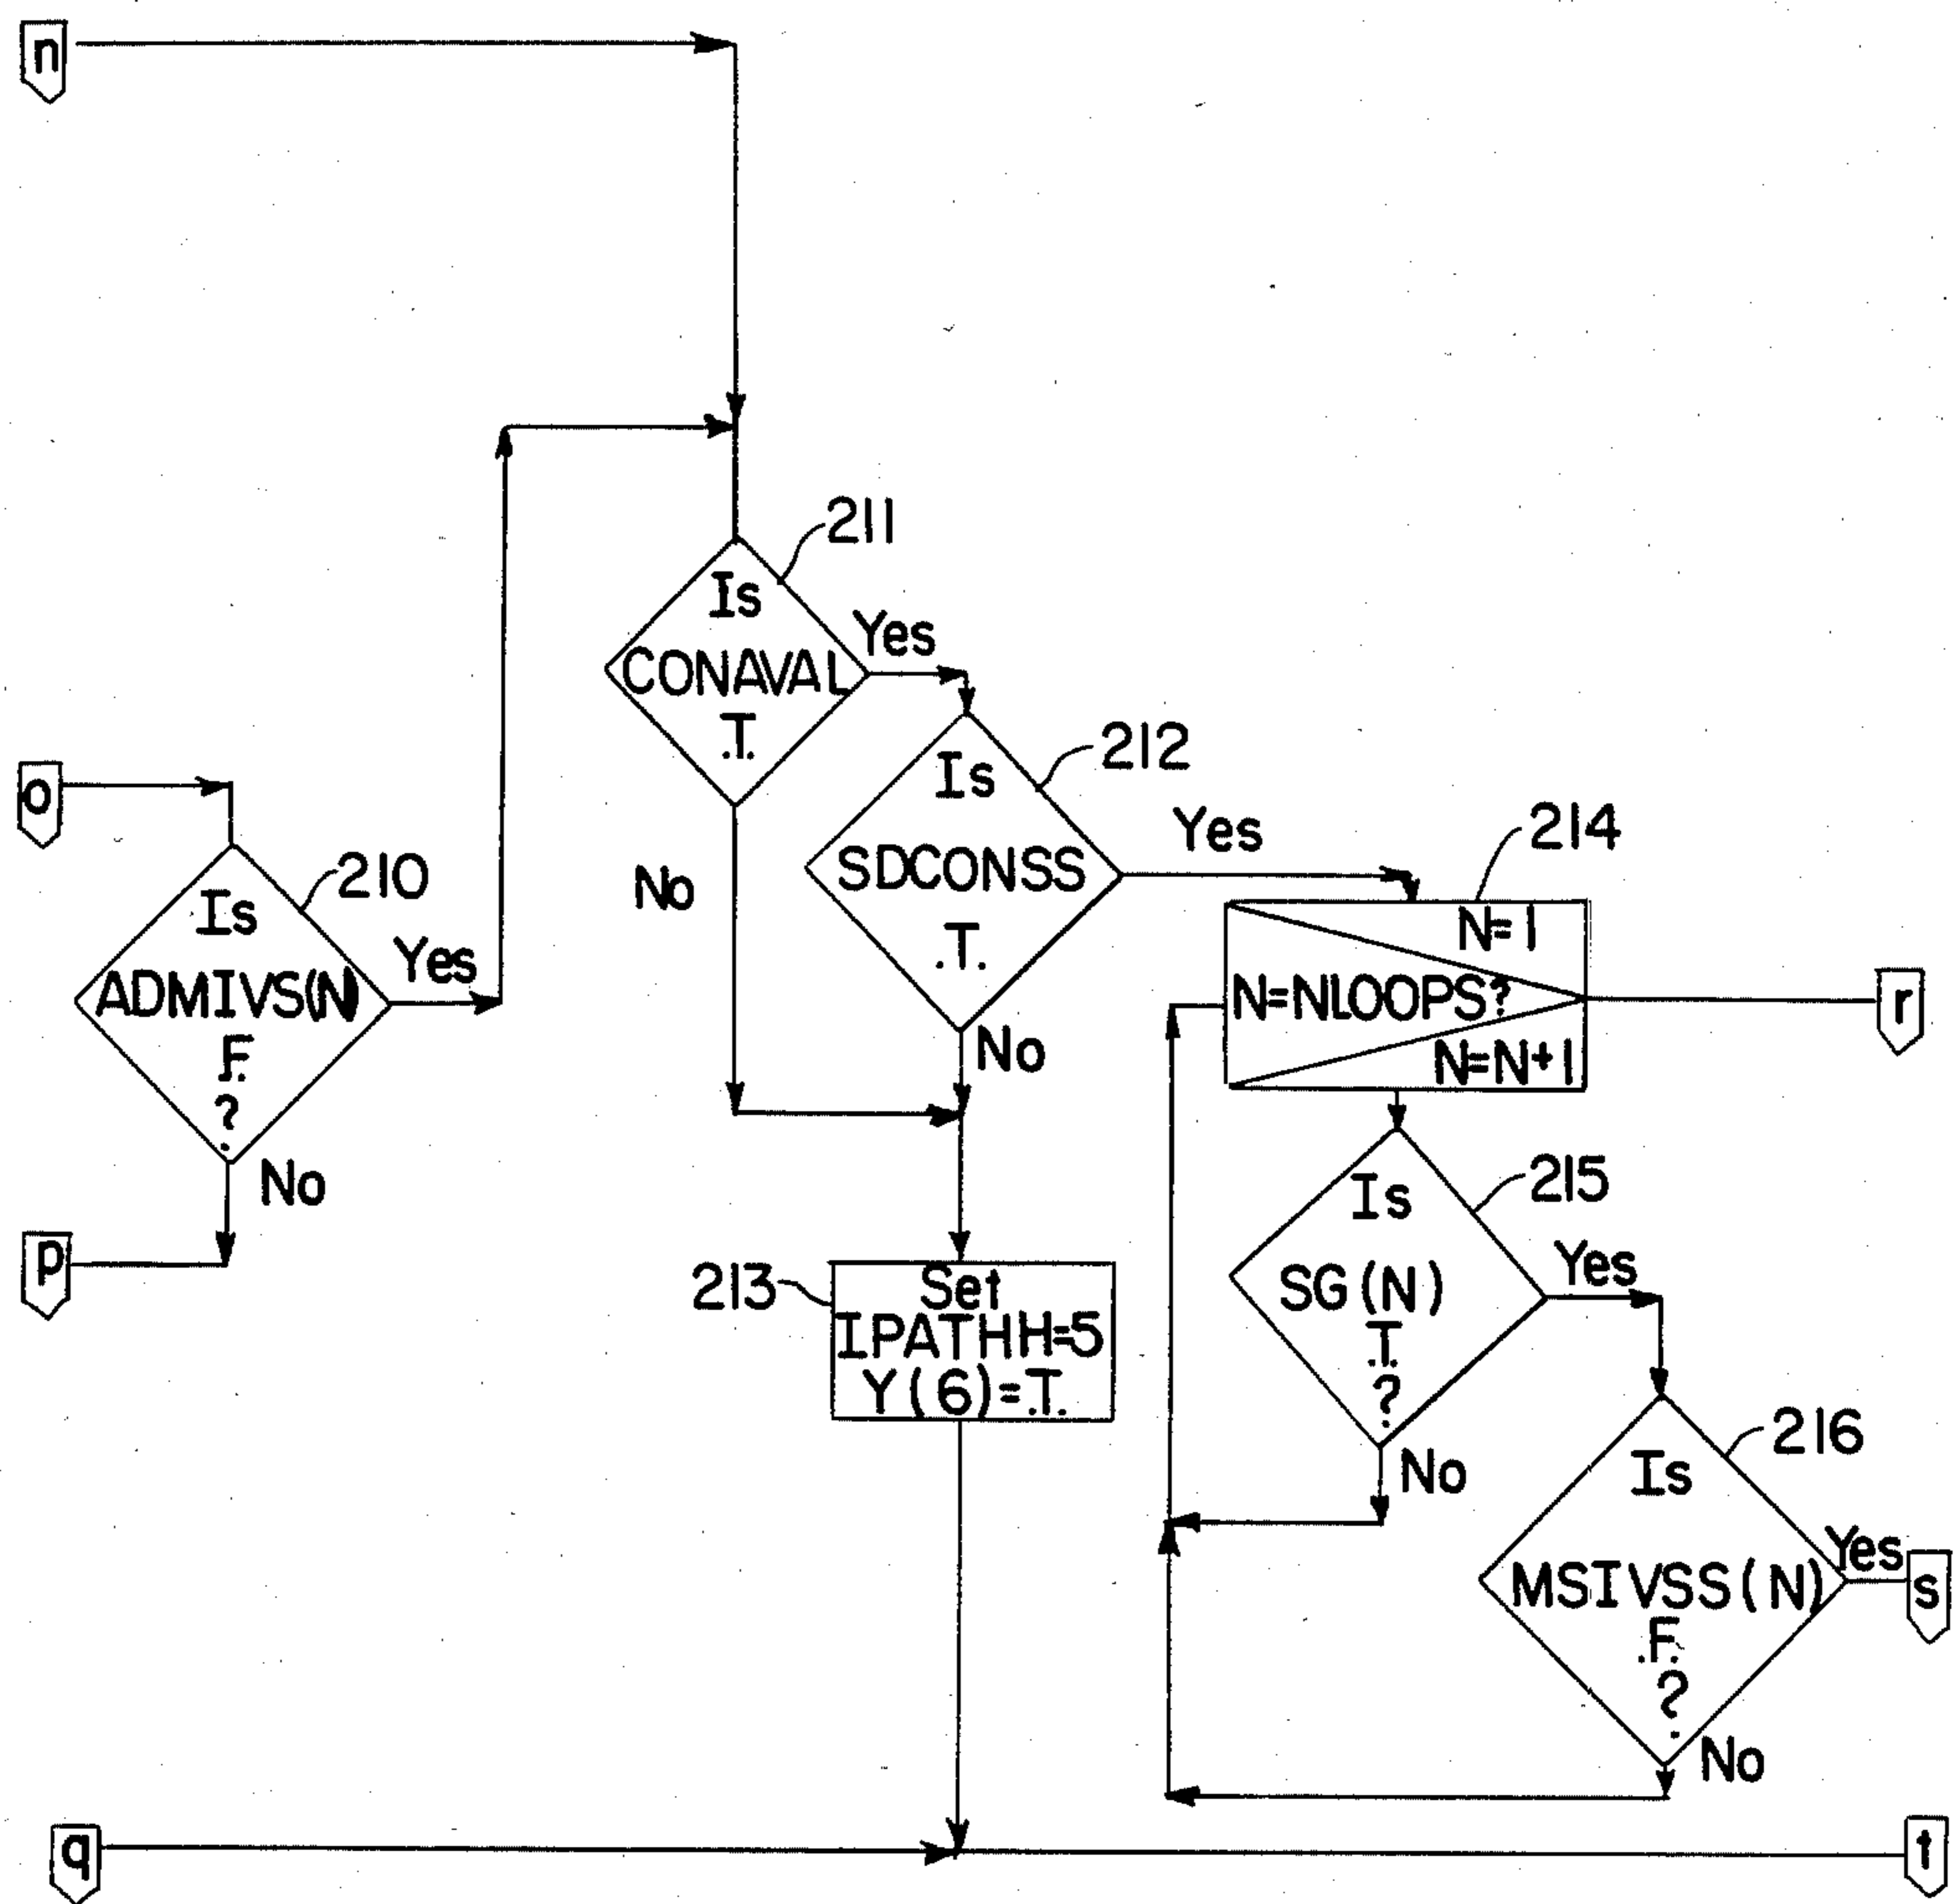 n
211
Is
CONAVAL
.T.
Yes
No
212
Is
SDCONSS
.T.
Yes
No
o
210
Is
ADMIVS(N)
.F.
?
Yes
No
p
214
N=1
N=NLOOPS?
N=N+1
r
213
Set
IPATHH=5
Y(6)=.T.
215
Is
SG(N)
.T.
?
Yes
No
216
Is
MSIVSS(N)
.F.
?
Yes
No
s
q
t